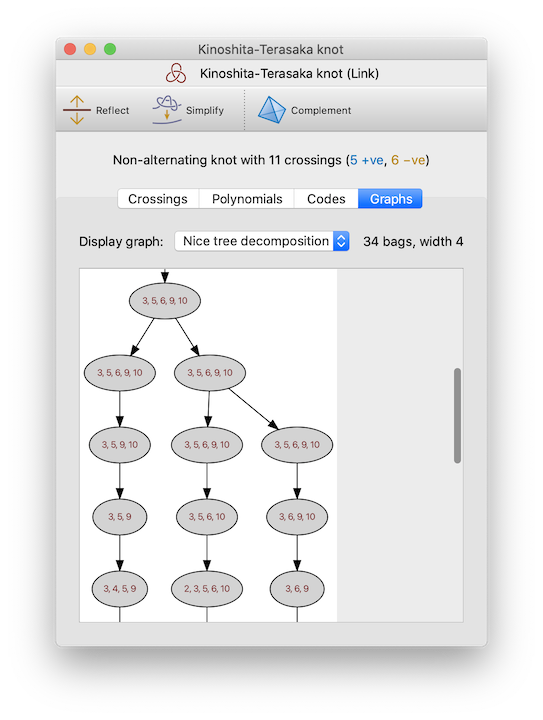 Kinoshita-Terasaka knot
Kinoshita-Terasaka knot (Link)
Reflect Simplify Complement
Non-alternating knot with 11 crossings (5 +ve, 6 −ve)
Crossings Polynomials Codes Graphs
Display graph: Nice tree decomposition 34 bags, width 4
3, 5, 6, 9, 10
3, 5, 6, 9, 10 3, 5, 6, 9, 10
3, 5, 9, 10 3, 5, 6, 9, 10 3, 5, 6, 9, 10
3, 5, 9 3, 5, 6, 10 3, 6, 9, 10
3, 4, 5, 9 2, 3, 5, 6, 10 3, 6, 9